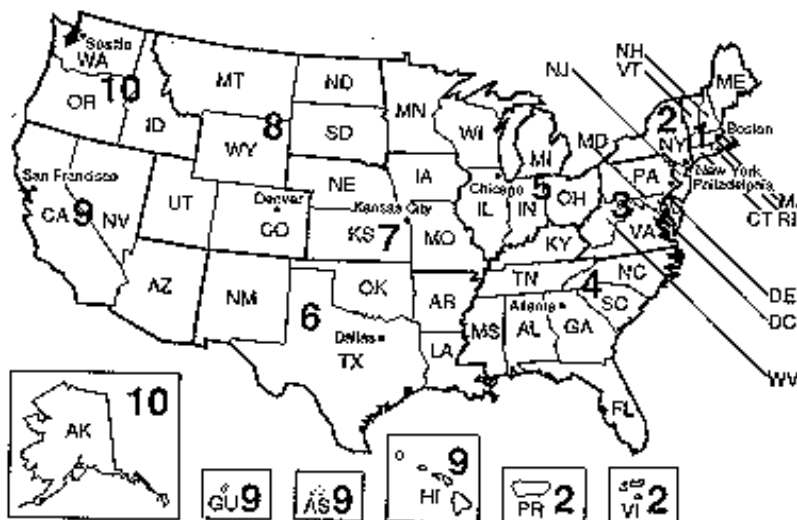 NH
VT
NJ
ME
Seattle
WA
10
MT
ND
MN
OR
ID
8
SD
WI
MI
MD
2
NY
1
Boston
WY
New York
San Francisco
NE
IA
Chicago
5
PA
Philadelphia
CA
9
NV
UT
Denver
CO
Kansas City
IL
IN
OH
3
VA
CT
RI
KS
7
MO
KY
AZ
NM
OK
AR
TN
4
NC
DE
6
Dallas
TX
LA
MS
AL
Atlanta
GA
SC
DC
WV
FL
AK
10
GU 9
AS 9
HI
9
PR 2
VI 2